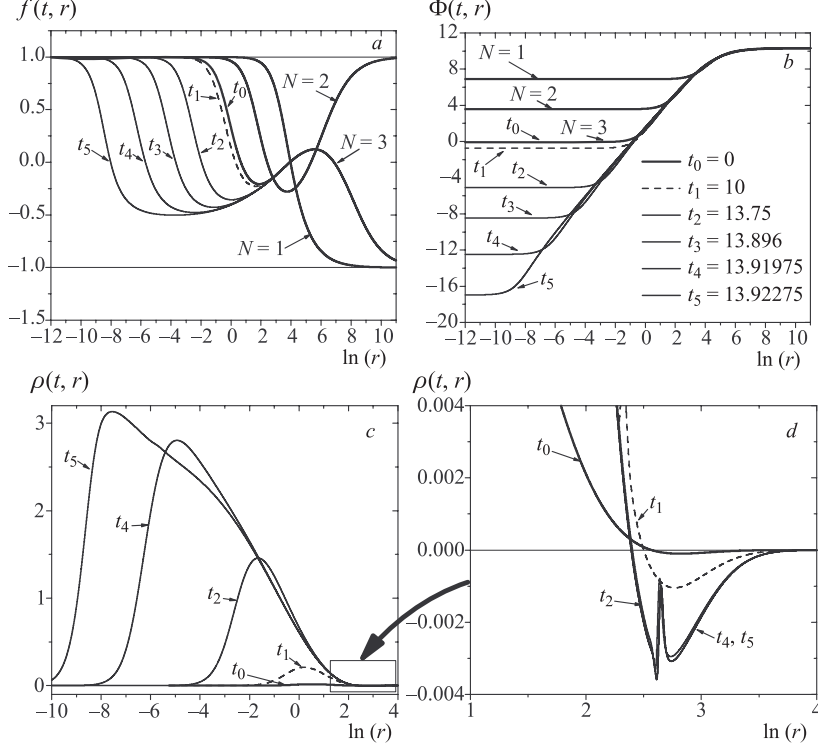 f(t, r)
a
1.0
0.5
0.0
−0.5
−1.0
−1.5
t5
t4
t3
t2
t1
t0
N = 2
N = 3
N = 1
−12 −10 −8 −6 −4 −2 0 2 4 6 8 10
ln (r)
Φ(t, r)
b
12
8
4
0
−4
−8
−12
−16
−20
N = 1
N = 2
t0
N = 3
t1
t2
t3
t4
t5
t0 = 0
t1 = 10
t2 = 13.75
t3 = 13.896
t4 = 13.91975
t5 = 13.92275
−12 −10 −8 −6 −4 −2 0 2 4 6 8 10
ln (r)
ρ(t, r)
c
3
2
1
0
t5
t4
t2
t1
t0
−10 −8 −6 −4 −2 0 2 4
ln (r)
ρ(t, r)
d
0.004
0.002
0.000
−0.002
−0.004
t0
t1
t2
t4, t5
1 2 3 4
ln (r)